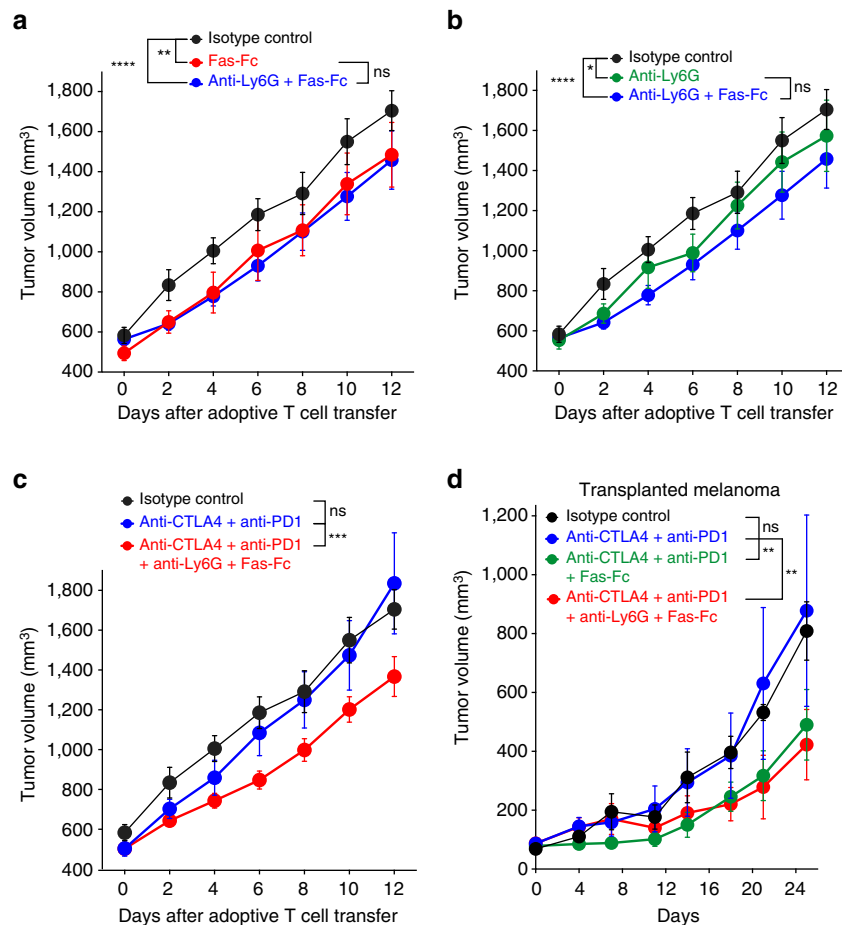 a
Isotype control
**
****
Fas-Fc
Anti-Ly6G + Fas-Fc
ns
1,800
1,600
1,400
1,200
1,000
800
600
400
Tumor volume (mm³)
0 2 4 6 8 10 12
Days after adoptive T cell transfer
b
Isotype control
*
****
Anti-Ly6G
Anti-Ly6G + Fas-Fc
ns
1,800
1,600
1,400
1,200
1,000
800
600
400
Tumor volume (mm³)
0 2 4 6 8 10 12
Days after adoptive T cell transfer
c
Isotype control
ns
Anti-CTLA4 + anti-PD1
***
Anti-CTLA4 + anti-PD1
+ anti-Ly6G + Fas-Fc
1,800
1,600
1,400
1,200
1,000
800
600
400
Tumor volume (mm³)
0 2 4 6 8 10 12
Days after adoptive T cell transfer
d
Transplanted melanoma
Isotype control
ns
Anti-CTLA4 + anti-PD1
**
Anti-CTLA4 + anti-PD1
+ Fas-Fc
**
Anti-CTLA4 + anti-PD1
+ anti-Ly6G + Fas-Fc
1,200
1,000
800
600
400
200
0
Tumor volume (mm³)
0 4 8 12 16 20 24
Days